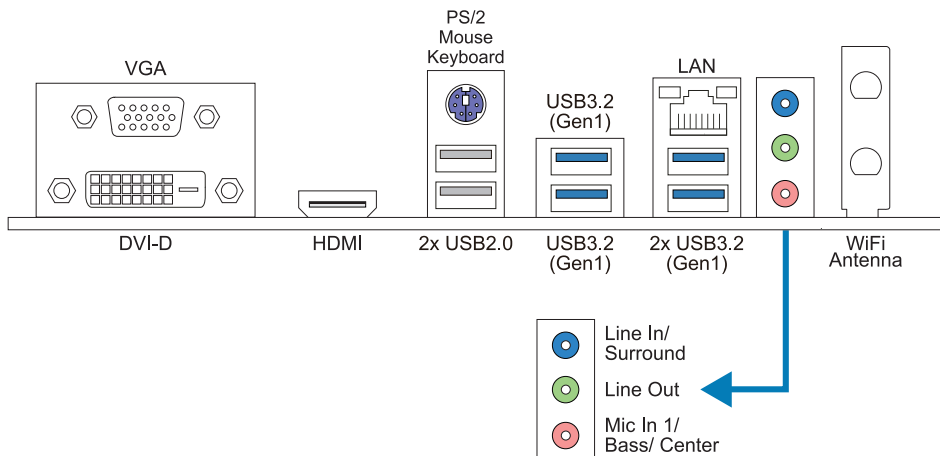 PS/2
Mouse
Keyboard
VGA
LAN
USB3.2
(Gen1)
DVI-D
HDMI
2x USB2.0
USB3.2
(Gen1)
2x USB3.2
(Gen1)
WiFi
Antenna
Line In/
Surround
Line Out
Mic In 1/
Bass/ Center